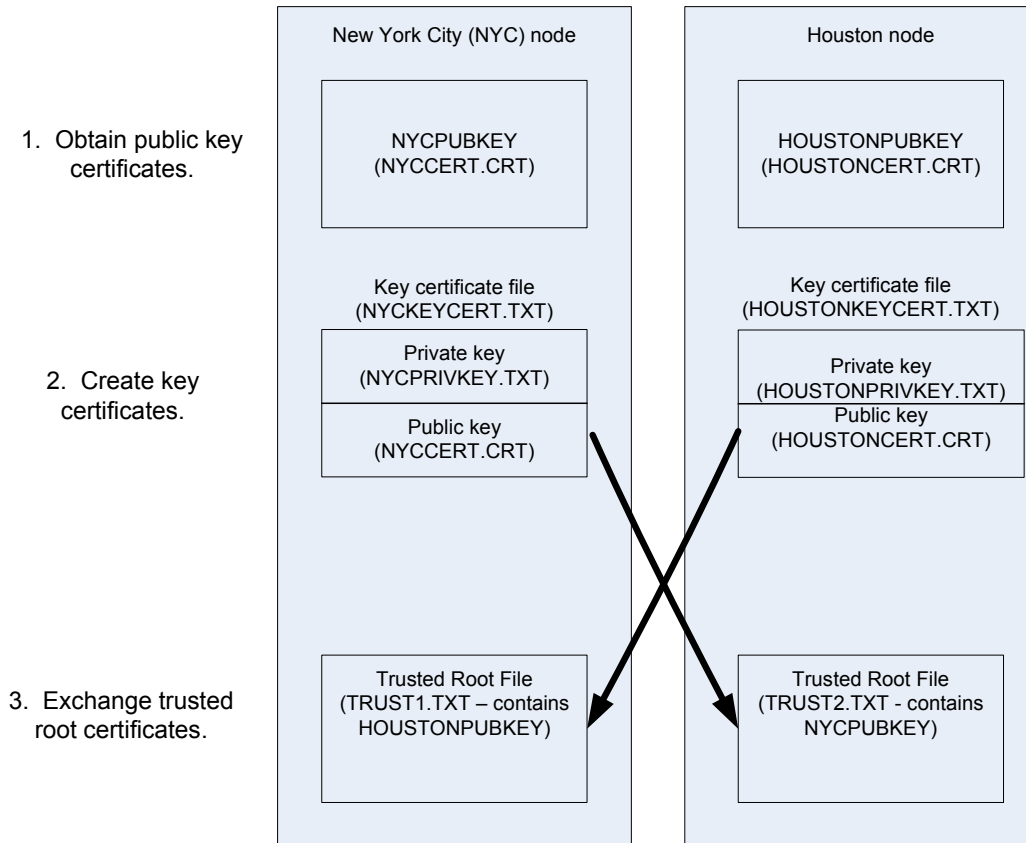 New York City (NYC) node
Houston node
1. Obtain public key
certificates.
NYCPUBKEY
(NYCCERT.CRT)
HOUSTONPUBKEY
(HOUSTONCERT.CRT)
Key certificate file
(NYCKEYCERT.TXT)
Key certificate file
(HOUSTONKEYCERT.TXT)
2. Create key
certificates.
Private key
(NYCPRIVKEY.TXT)
Public key
(NYCCERT.CRT)
Private key
(HOUSTONPRIVKEY.TXT)
Public key
(HOUSTONCERT.CRT)
3. Exchange trusted
root certificates.
Trusted Root File
(TRUST1.TXT – contains
HOUSTONPUBKEY)
Trusted Root File
(TRUST2.TXT - contains
NYCPUBKEY)